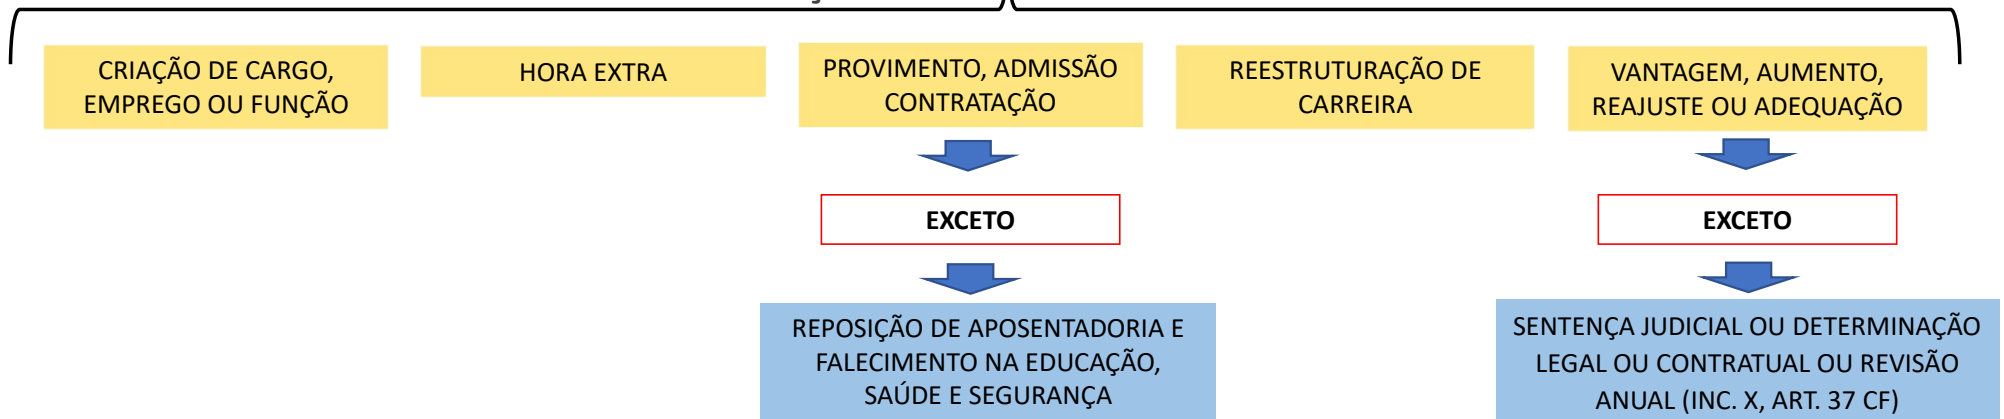 CRIAÇÃO DE CARGO,
EMPREGO OU FUNÇÃO
HORA EXTRA
PROVIMENTO, ADMISSÃO
CONTRATAÇÃO
REESTRUTURAÇÃO DE
CARREIRA
VANTAGEM, AUMENTO,
REAJUSTE OU ADEQUAÇÃO
EXCETO
EXCETO
REPOSIÇÃO DE APOSENTADORIA E
FALECIMENTO NA EDUCAÇÃO,
SAÚDE E SEGURANÇA
SENTENÇA JUDICIAL OU DETERMINAÇÃO
LEGAL OU CONTRATUAL OU REVISÃO
ANUAL (INC. X, ART. 37 CF)